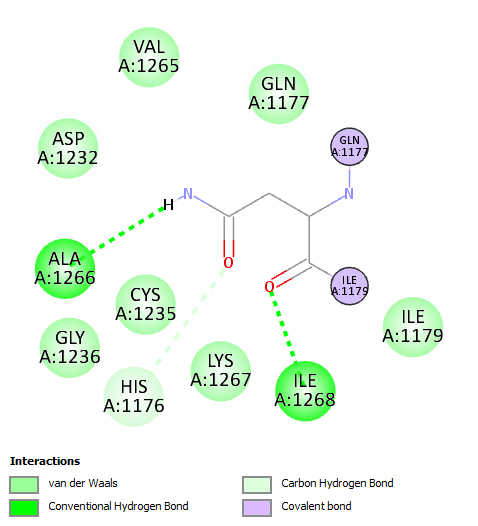 VAL
A:1265
GLN
A:1177
GLN
A:1177
ASP
A:1232
N
N
H
ALA
A:1266
O
O
ILE
A:1179
CYS
A:1235
ILE
A:1179
GLY
A:1236
LYS
A:1267
HIS
A:1176
ILE
A:1268
Interactions
van der Waals
Conventional Hydrogen Bond
Carbon Hydrogen Bond
Covalent bond